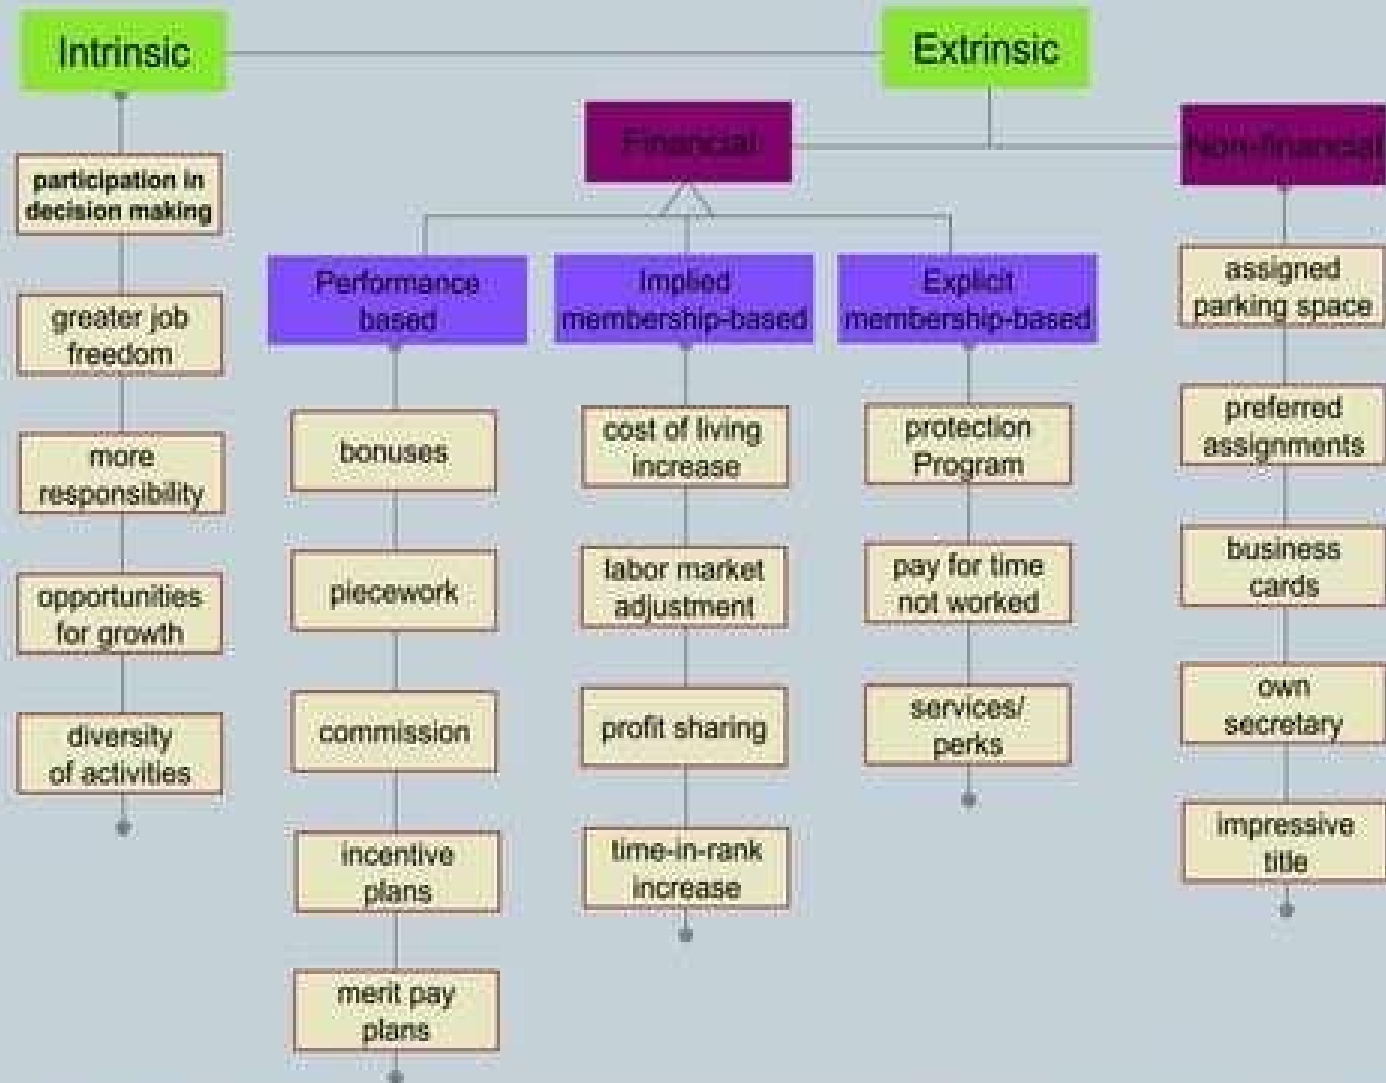 Intrinsic
Extrinsic
Financial
Non-financial
participation in
decision making
greater job
freedom
more
responsibility
opportunities
for growth
diversity
of activities
Performance
based
bonuses
piecework
commission
incentive
plans
merit pay
plans
Implied
membership-based
cost of living
increase
labor market
adjustment
profit sharing
time-in-rank
increase
Explicit
membership-based
protection
Program
pay for time
not worked
services/
perks
assigned
parking space
preferred
assignments
business
cards
own
secretary
impressive
title